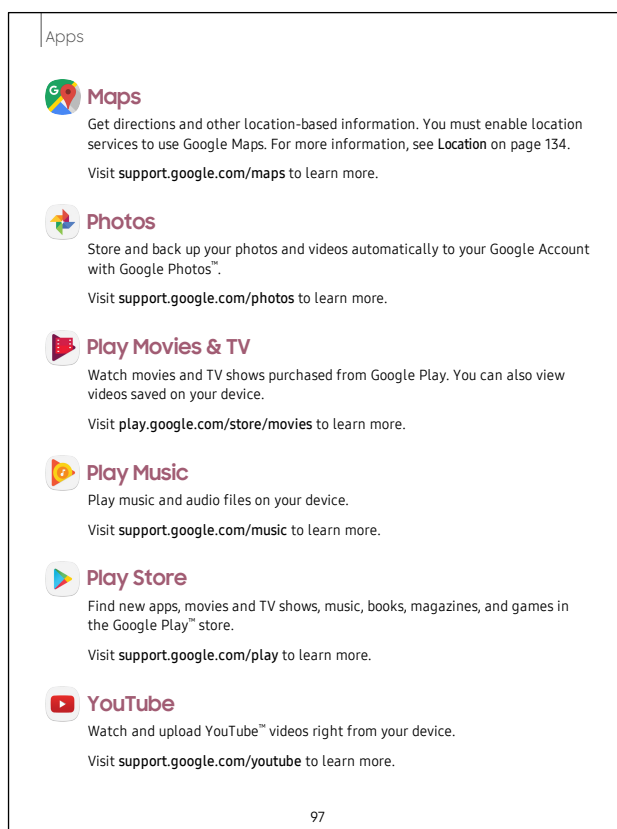 Apps
Maps
Get directions and other location-based information. You must enable location
services to use Google Maps. For more information, see Location on page 134.
Visit support.google.com/maps to learn more.
Photos
Store and back up your photos and videos automatically to your Google Account
with Google Photos™.
Visit support.google.com/photos to learn more.
Play Movies & TV
Watch movies and TV shows purchased from Google Play. You can also view
videos saved on your device.
Visit play.google.com/store/movies to learn more.
Play Music
Play music and audio files on your device.
Visit support.google.com/music to learn more.
Play Store
Find new apps, movies and TV shows, music, books, magazines, and games in
the Google Play™ store.
Visit support.google.com/play to learn more.
YouTube
Watch and upload YouTube™ videos right from your device.
Visit support.google.com/youtube to learn more.
97